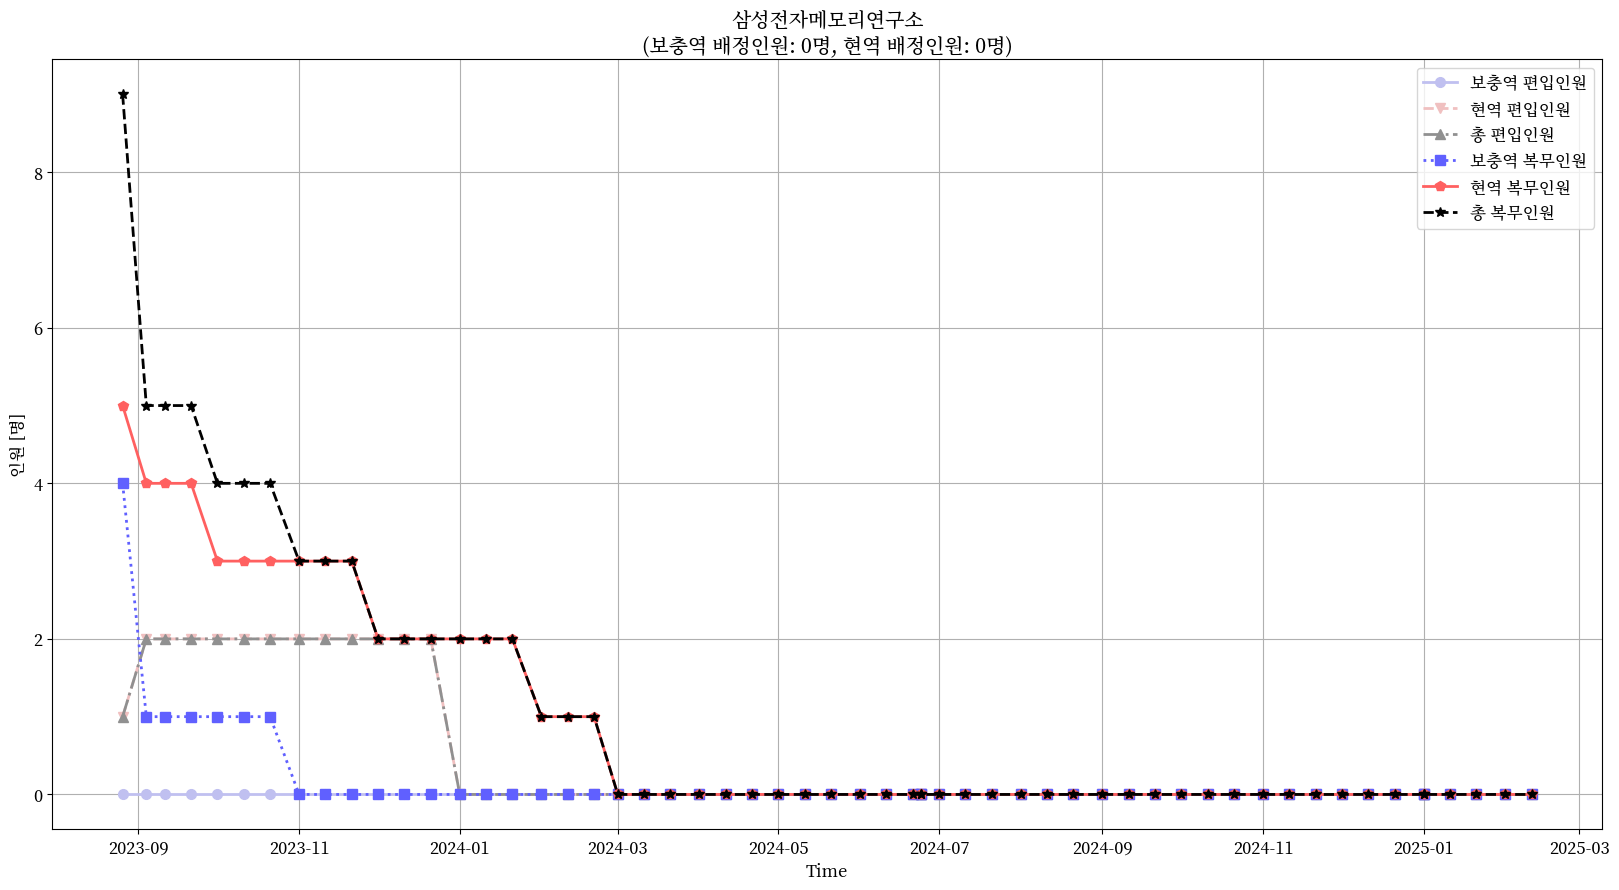 삼성전자메모리연구소
(보충역 배정인원: 0명, 현역 배정인원: 0명)
보충역 편입인원
현역 편입인원
총 편입인원
보충역 복무인원
현역 복무인원
총 복무인원
인원 [명]
8
6
4
2
0
2023-09 2023-11 2024-01 2024-03 2024-05 2024-07 2024-09 2024-11 2025-01 2025-03
Time